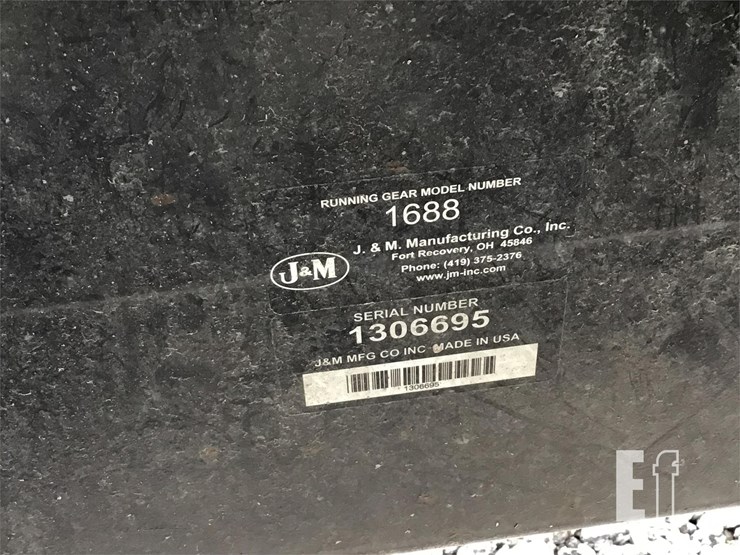 RUNNING GEAR MODEL NUMBER
1688
J&M
J. & M. Manufacturing Co., Inc.
Fort Recovery, OH 45846
Phone: (419) 375-2376
www.jm-inc.com
SERIAL NUMBER
1306695
J&M MFG CO INC MADE IN USA
1306695
Ef